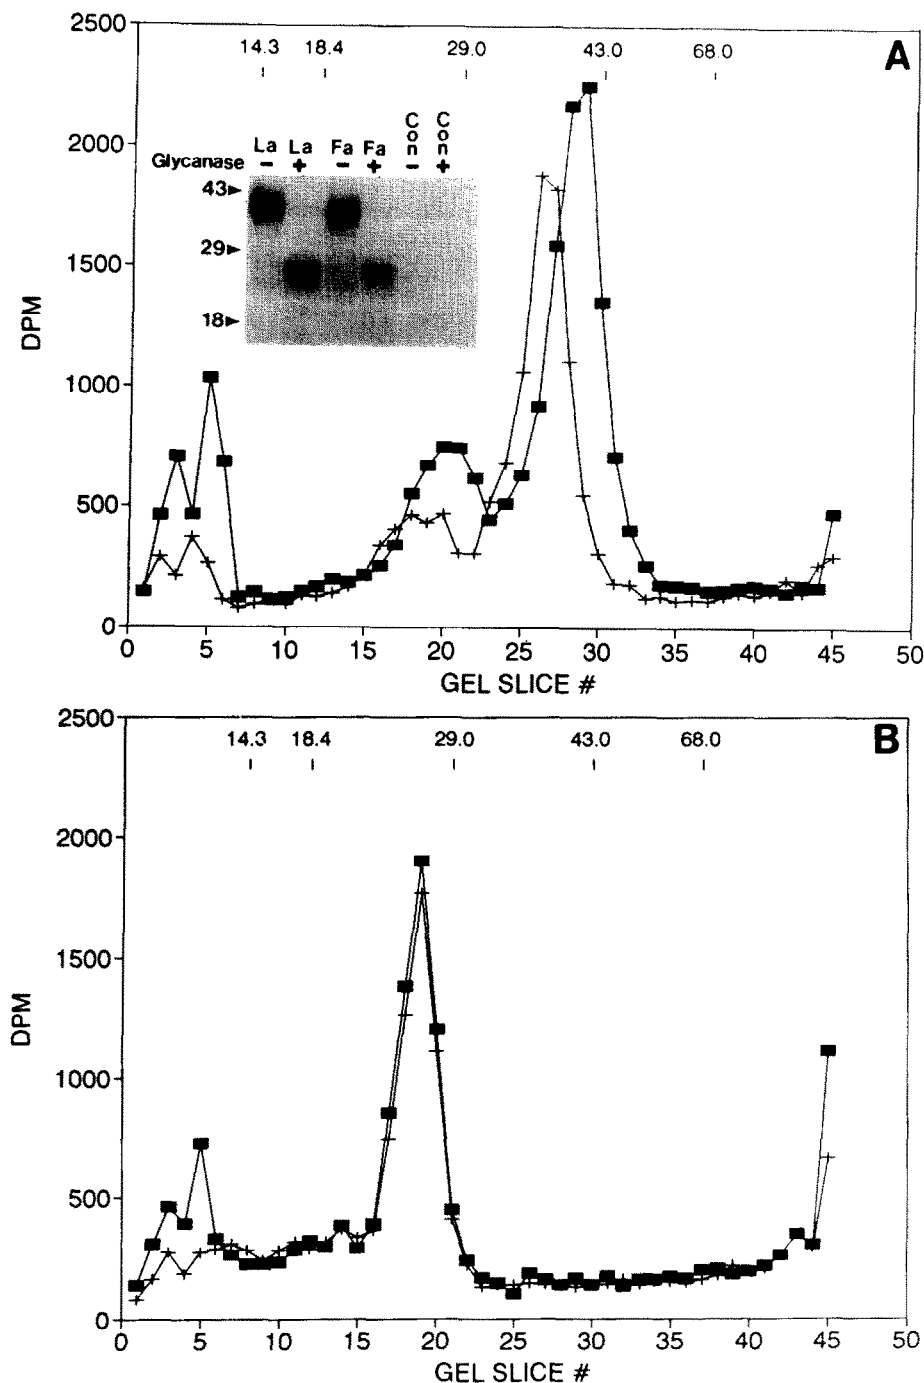 2500
14.3 18.4 29.0 43.0 68.0
A
2000
Con Con
La La Fa Fa
Glycanase − + − + − +
43
29
18
1500
DPM
1000
500
0
0 5 10 15 20 25 30 35 40 45 50
GEL SLICE #
2500
14.3 18.4 29.0 43.0 68.0
B
2000
1500
DPM
1000
500
0
0 5 10 15 20 25 30 35 40 45 50
GEL SLICE #